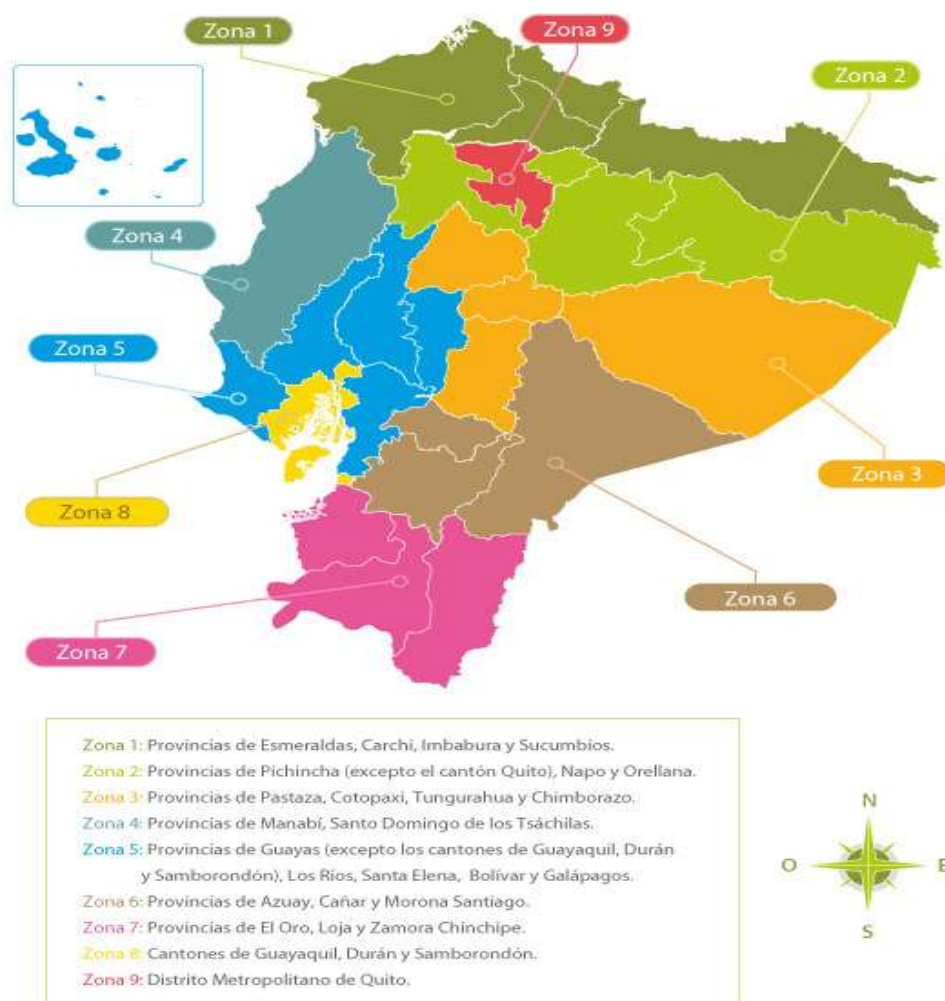 Zona 1
Zona 9
Zona 2
Zona 4
Zona 5
Zona 3
Zona 8
Zona 6
Zona 7
Zona 1: Provincias de Esmeraldas, Carchi, Imbabura y Sucumbíos.
Zona 2: Provincias de Pichincha (excepto el cantón Quito), Napo y Orellana.
Zona 3: Provincias de Pastaza, Cotopaxi, Tungurahua y Chimborazo.
Zona 4: Provincias de Manabí, Santo Domingo de los Tsáchilas.
Zona 5: Provincias de Guayas (excepto los cantones de Guayaquil, Durán
y Samborondón), Los Ríos, Santa Elena, Bolívar y Galápagos.
Zona 6: Provincias de Azuay, Cañar y Morona Santiago.
Zona 7: Provincias de El Oro, Loja y Zamora Chinchipe.
Zona 8: Cantones de Guayaquil, Durán y Samborondón.
Zona 9: Distrito Metropolitano de Quito.
N
O E
S